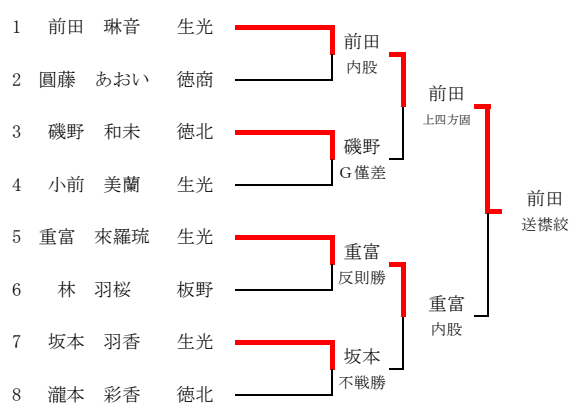 1 前田 琳音 生光
前田
内股
2 圓藤 あおい 徳商
前田
上四方固
3 磯野 和未 徳北
磯野
G僅差
4 小前 美蘭 生光
前田
送襟絞
5 重富 來羅琉 生光
重富
反則勝
6 林 羽桜 板野
重富
内股
7 坂本 羽香 生光
坂本
不戦勝
8 瀧本 彩香 徳北